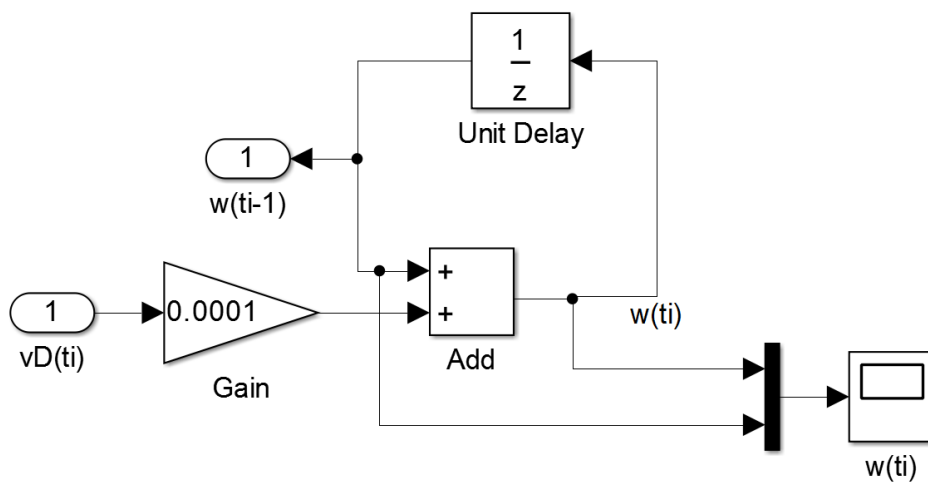 1
z
Unit Delay
1
w(ti-1)
+
+
Add
1
vD(ti)
0.0001
Gain
w(ti)
w(ti)